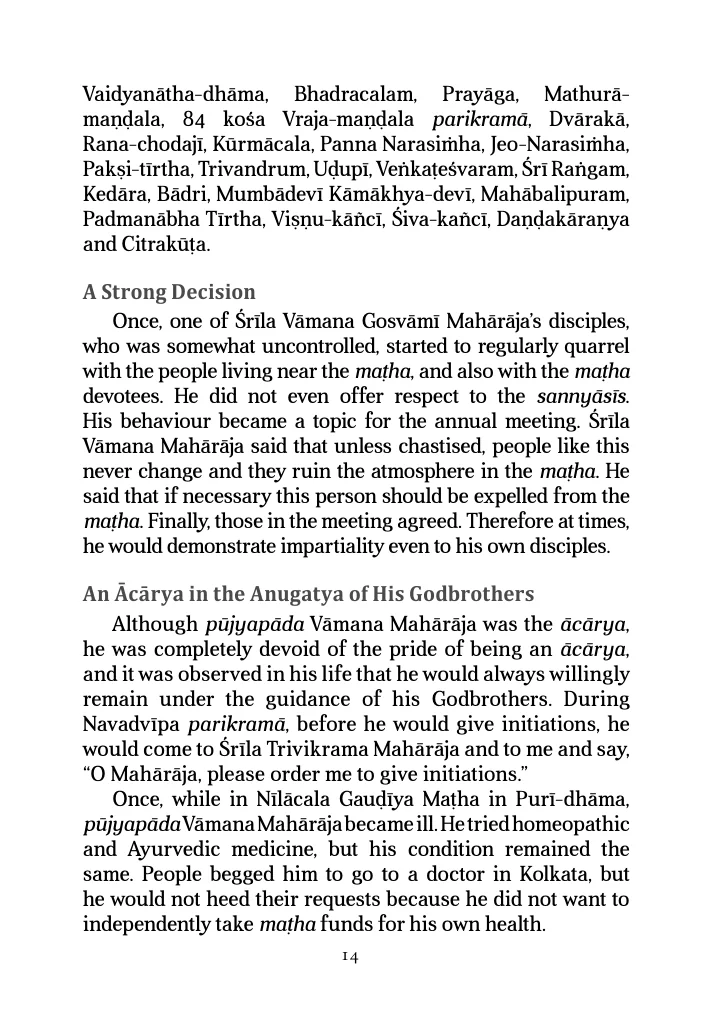 Vaidyanātha-dhāma, Bhadracalam, Prayāga, Mathurā-
maṇḍala, 84 kośa Vraja-maṇḍala parikramā, Dvārakā,
Rana-chodajī, Kūrmācala, Panna Narasiṁha, Jeo-Narasiṁha,
Pakṣi-tīrtha, Trivandrum, Uḍupī, Veṅkaṭeśvaram, Śrī Raṅgam,
Kedāra, Bādri, Mumbādevī Kāmākhya-devī, Mahābalipuram,
Padmanābha Tīrtha, Viṣṇu-kāñcī, Śiva-kañcī, Daṇḍakāraṇya
and Citrakūṭa.
A Strong Decision
Once, one of Śrīla Vāmana Gosvāmī Mahārāja’s disciples,
who was somewhat uncontrolled, started to regularly quarrel
with the people living near the maṭha, and also with the maṭha
devotees. He did not even offer respect to the sannyāsīs.
His behaviour became a topic for the annual meeting. Śrīla
Vāmana Mahārāja said that unless chastised, people like this
never change and they ruin the atmosphere in the maṭha. He
said that if necessary this person should be expelled from the
maṭha. Finally, those in the meeting agreed. Therefore at times,
he would demonstrate impartiality even to his own disciples.
An Ācārya in the Anugatya of His Godbrothers
Although pūjyapāda Vāmana Mahārāja was the ācārya,
he was completely devoid of the pride of being an ācārya,
and it was observed in his life that he would always willingly
remain under the guidance of his Godbrothers. During
Navadvīpa parikramā, before he would give initiations, he
would come to Śrīla Trivikrama Mahārāja and to me and say,
“O Mahārāja, please order me to give initiations.”
Once, while in Nīlācala Gauḍīya Maṭha in Purī-dhāma,
pūjyapāda Vāmana Mahārāja became ill. He tried homeopathic
and Ayurvedic medicine, but his condition remained the
same. People begged him to go to a doctor in Kolkata, but
he would not heed their requests because he did not want to
independently take maṭha funds for his own health.
14